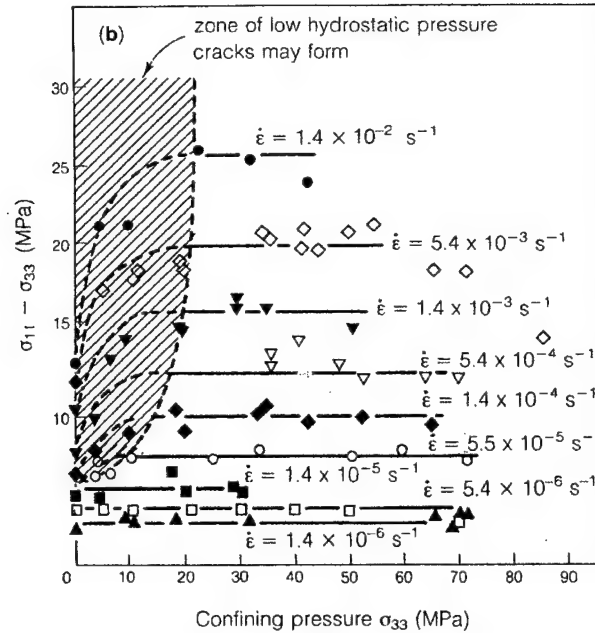 (b)
zone of low hydrostatic pressure
cracks may form
30
25
20
15
10
σ₁₁ − σ₃₃ (MPa)
ε̇ = 1.4 × 10⁻² s⁻¹
ε̇ = 5.4 × 10⁻³ s⁻¹
ε̇ = 1.4 × 10⁻³ s⁻¹
ε̇ = 5.4 × 10⁻⁴ s⁻¹
ε̇ = 1.4 × 10⁻⁴ s⁻¹
ε̇ = 5.5 × 10⁻⁵ s⁻
ε̇ = 1.4 × 10⁻⁵ s⁻¹
ε̇ = 5.4 × 10⁻⁶ s⁻¹
ε̇ = 1.4 × 10⁻⁶ s⁻¹
0 10 20 30 40 50 60 70 80 90
Confining pressure σ₃₃ (MPa)